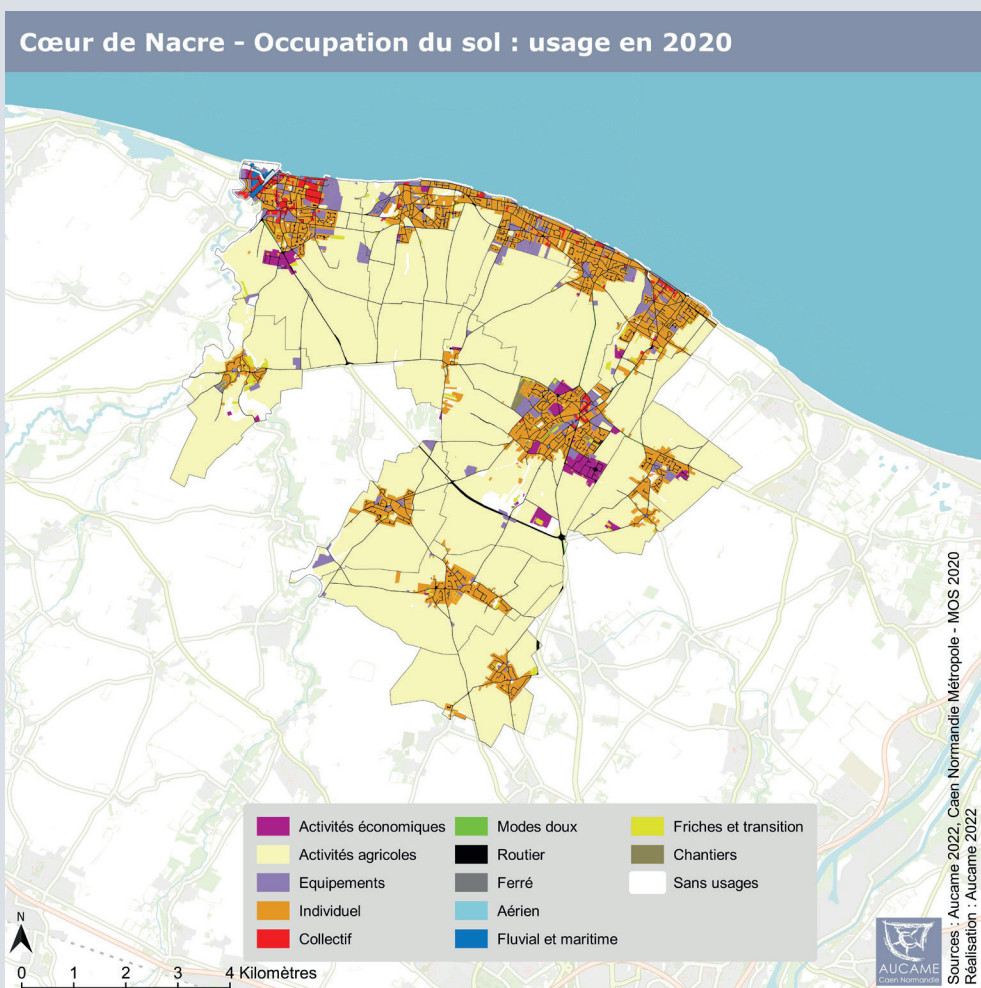 Cœur de Nacre - Occupation du sol : usage en 2020
Activités économiques
Activités agricoles
Equipements
Individuel
Collectif
Modes doux
Routier
Ferré
Aérien
Fluvial et maritime
Friches et transition
Chantiers
Sans usages
N
0 1 2 3 4 Kilomètres
AUCAME
Caen Normandie
Sources : Aucame 2022, Caen Normandie Métropole - MOS 2020
Réalisation : Aucame 2022